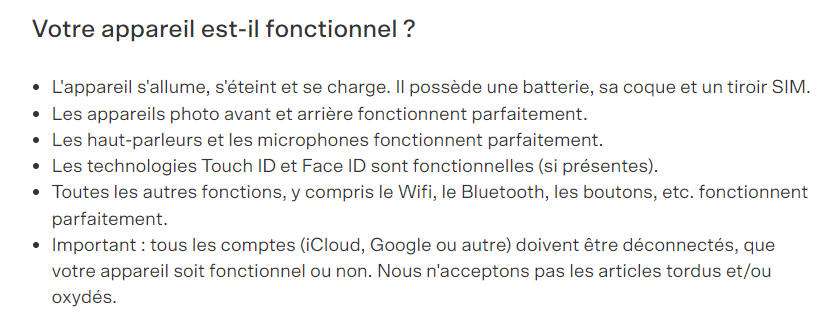 Votre appareil est-il fonctionnel ?
• L'appareil s'allume, s'éteint et se charge. Il possède une batterie, sa coque et un tiroir SIM.
• Les appareils photo avant et arrière fonctionnent parfaitement.
• Les haut-parleurs et les microphones fonctionnent parfaitement.
• Les technologies Touch ID et Face ID sont fonctionnelles (si présentes).
• Toutes les autres fonctions, y compris le Wifi, le Bluetooth, les boutons, etc. fonctionnent
parfaitement.
• Important : tous les comptes (iCloud, Google ou autre) doivent être déconnectés, que
votre appareil soit fonctionnel ou non. Nous n'acceptons pas les articles tordus et/ou
oxydés.